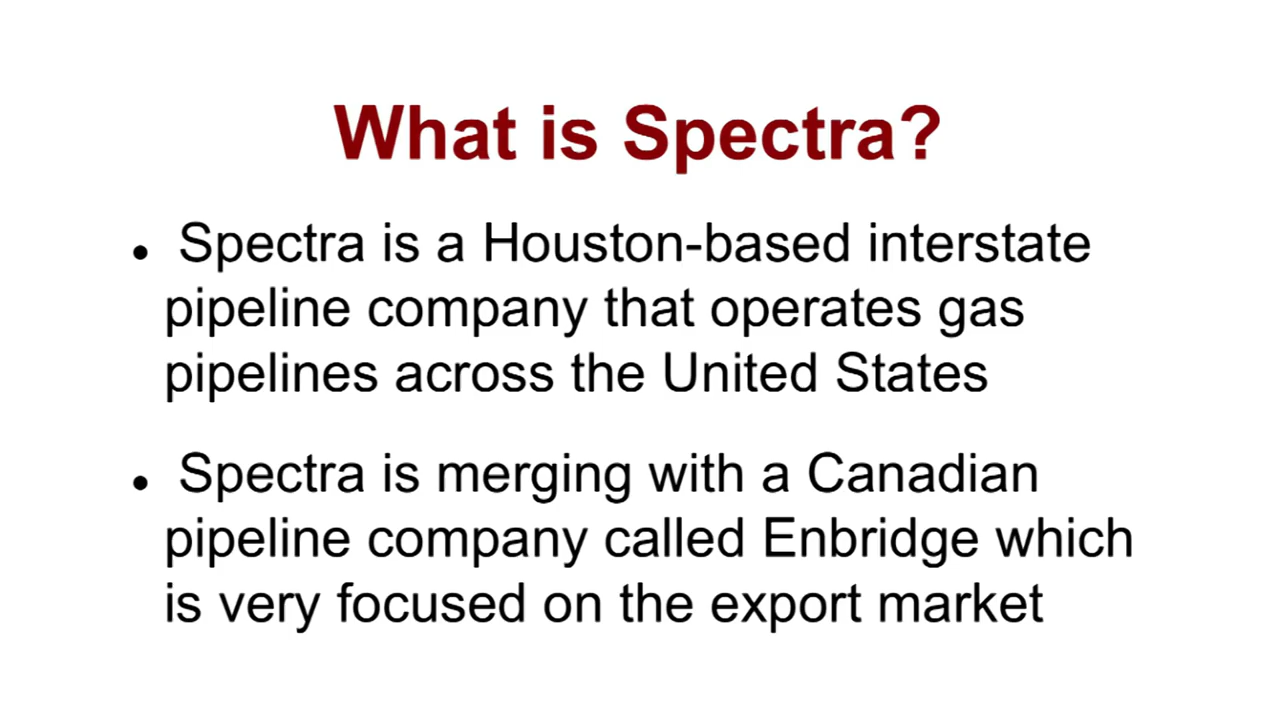 What is Spectra?
• Spectra is a Houston-based interstate
pipeline company that operates gas
pipelines across the United States
• Spectra is merging with a Canadian
pipeline company called Enbridge which
is very focused on the export market